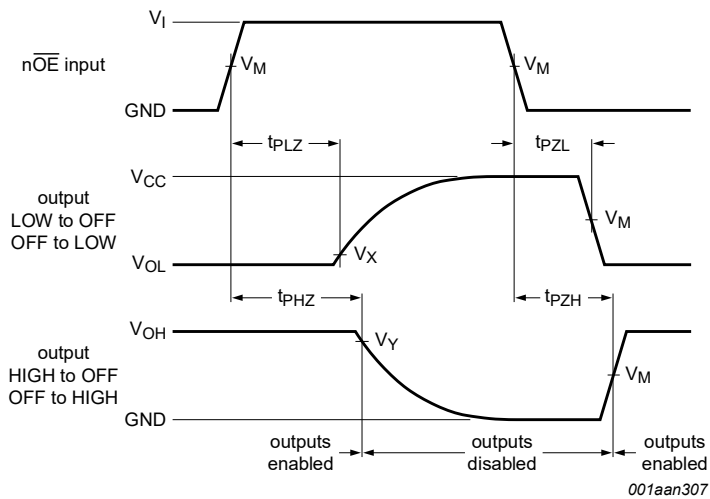 V_I
nO̅E̅ input
V_M
V_M
GND
t_PLZ
t_PZL
V_CC
output
LOW to OFF
OFF to LOW
V_M
V_X
V_OL
t_PHZ
t_PZH
V_OH
output
HIGH to OFF
OFF to HIGH
V_Y
V_M
GND
outputs
enabled
outputs
disabled
outputs
enabled
001aan307